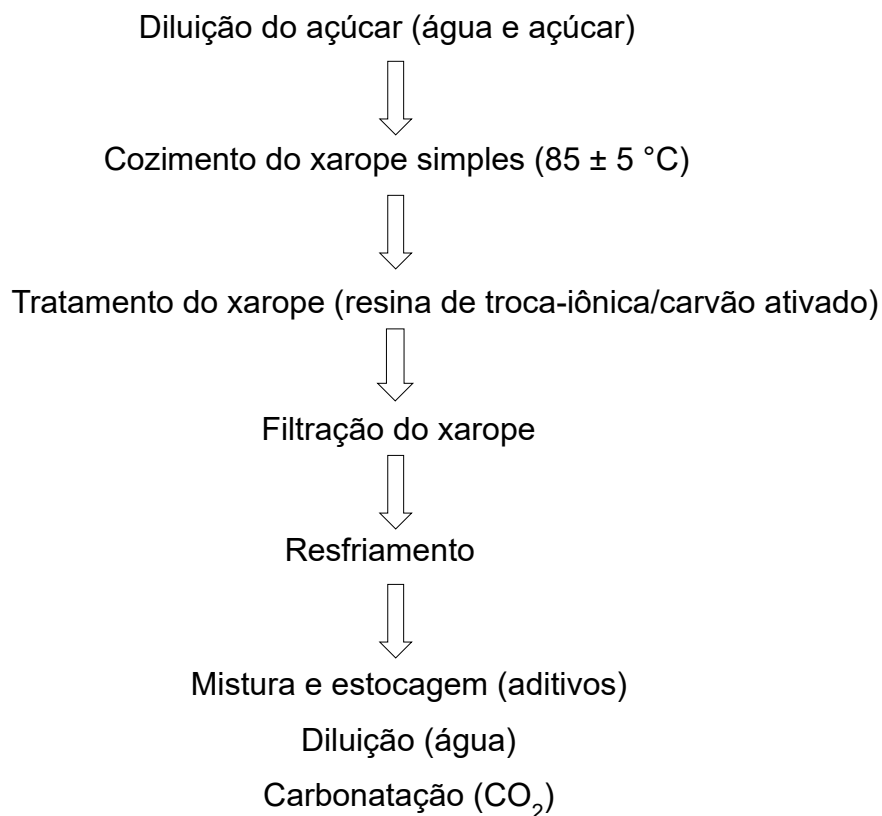 Diluição do açúcar (água e açúcar)
Cozimento do xarope simples (85 ± 5 °C)
Tratamento do xarope (resina de troca-iônica/carvão ativado)
Filtração do xarope
Resfriamento
Mistura e estocagem (aditivos)
Diluição (água)
Carbonatação (CO₂)